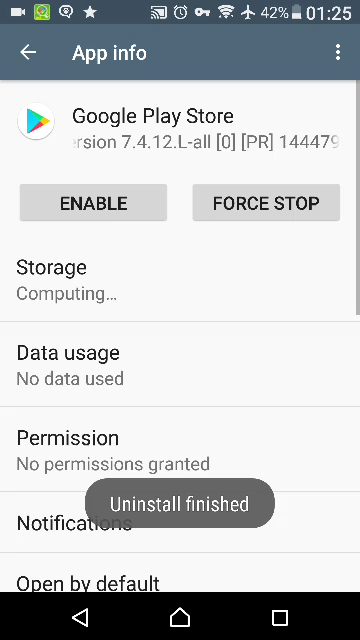 42% 01:25
App info
Google Play Store
ersion 7.4.12.L-all [0] [PR] 144479
ENABLE FORCE STOP
Storage
Computing...
Data usage
No data used
Permission
No permissions granted
Uninstall finished
Notifications
Open by default